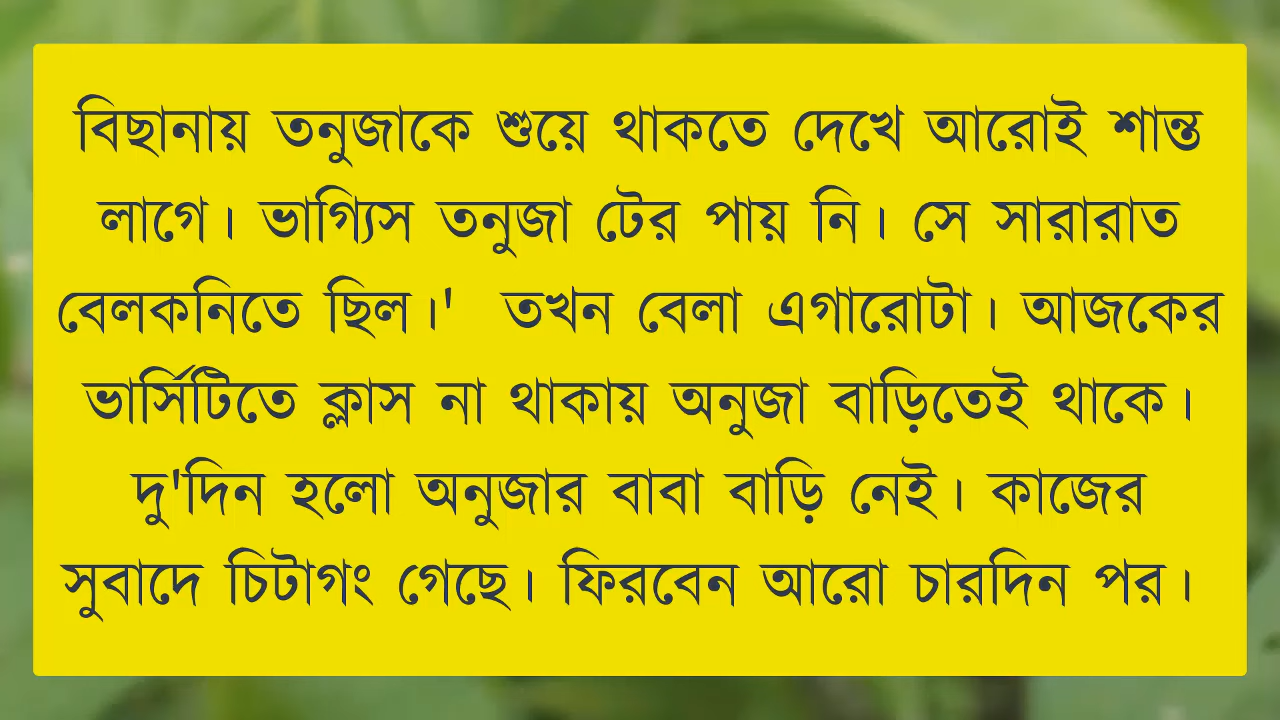 বিছানায় তনুজাকে শুয়ে থাকতে দেখে আরোই শান্ত
লাগে। ভাগ্যিস তনুজা টের পায় নি। সে সারারাত
বেলকনিতে ছিল।'  তখন বেলা এগারোটা। আজকের
ভার্সিটিতে ক্লাস না থাকায় অনুজা বাড়িতেই থাকে।
দু'দিন হলো অনুজার বাবা বাড়ি নেই। কাজের
সুবাদে চিটাগং গেছে। ফিরবেন আরো চারদিন পর।